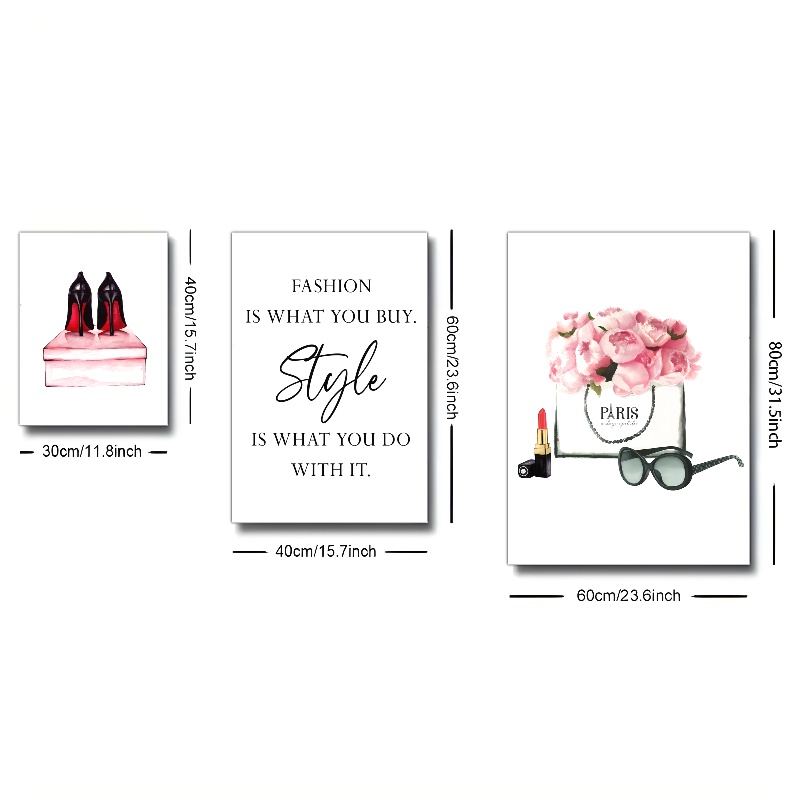 40cm/15.7inch
30cm/11.8inch
FASHION
IS WHAT YOU BUY.
Style
IS WHAT YOU DO
WITH IT.
60cm/23.6inch
40cm/15.7inch
PARIS
80cm/31.5inch
60cm/23.6inch